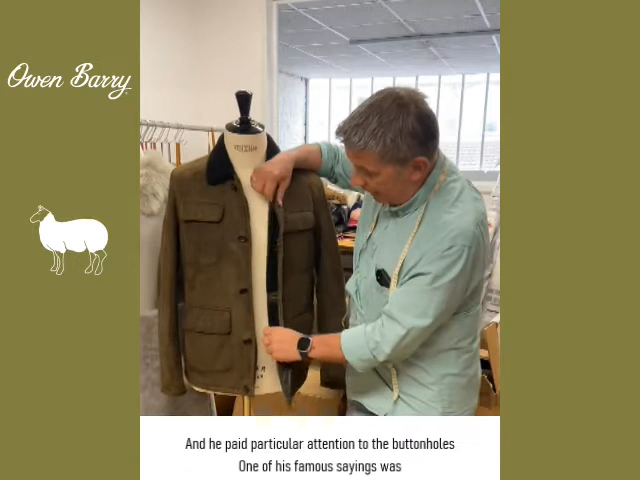 Owen Barry
And he paid particular attention to the buttonholes
One of his famous sayings was